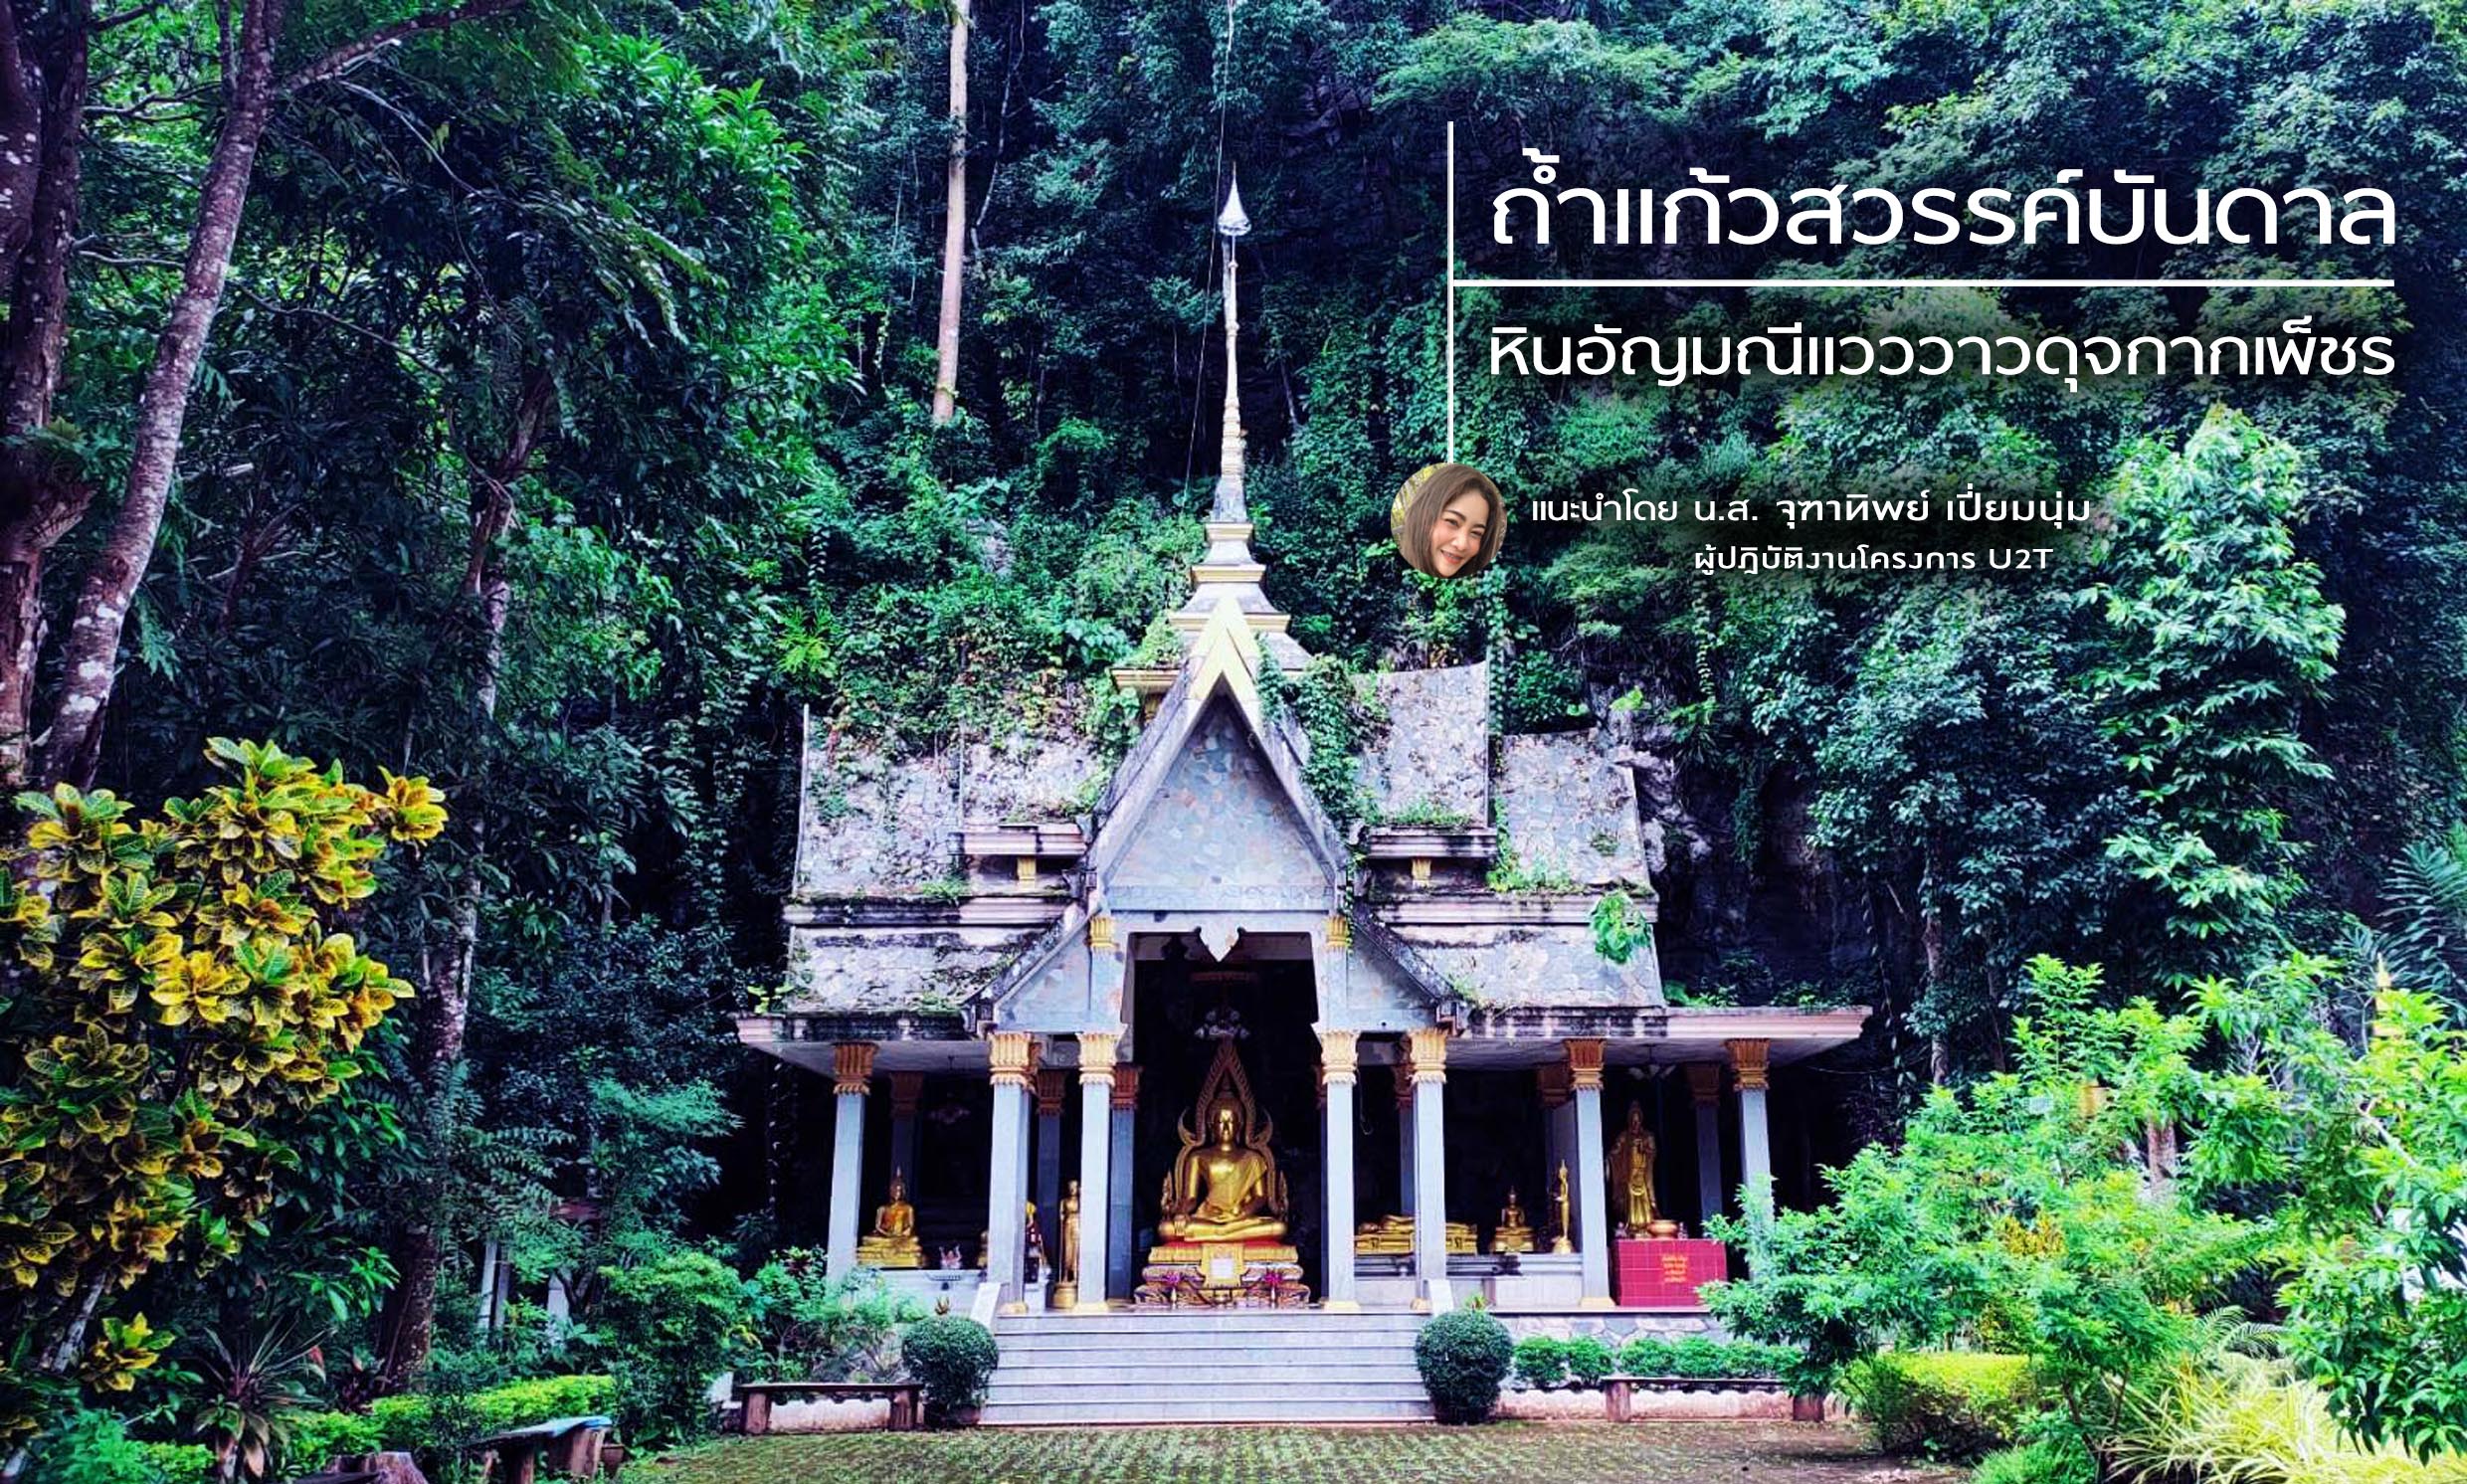 ถ้ำแก้วสวรรค์บันดาล
หินอัญมณีแวววาวดุจกากเพ็ชร
แนะนำโดย น.ส. จุฑาทิพย์ เปี่ยมนุ่ม
ผู้ปฎิบัติงานโครงการ U2T